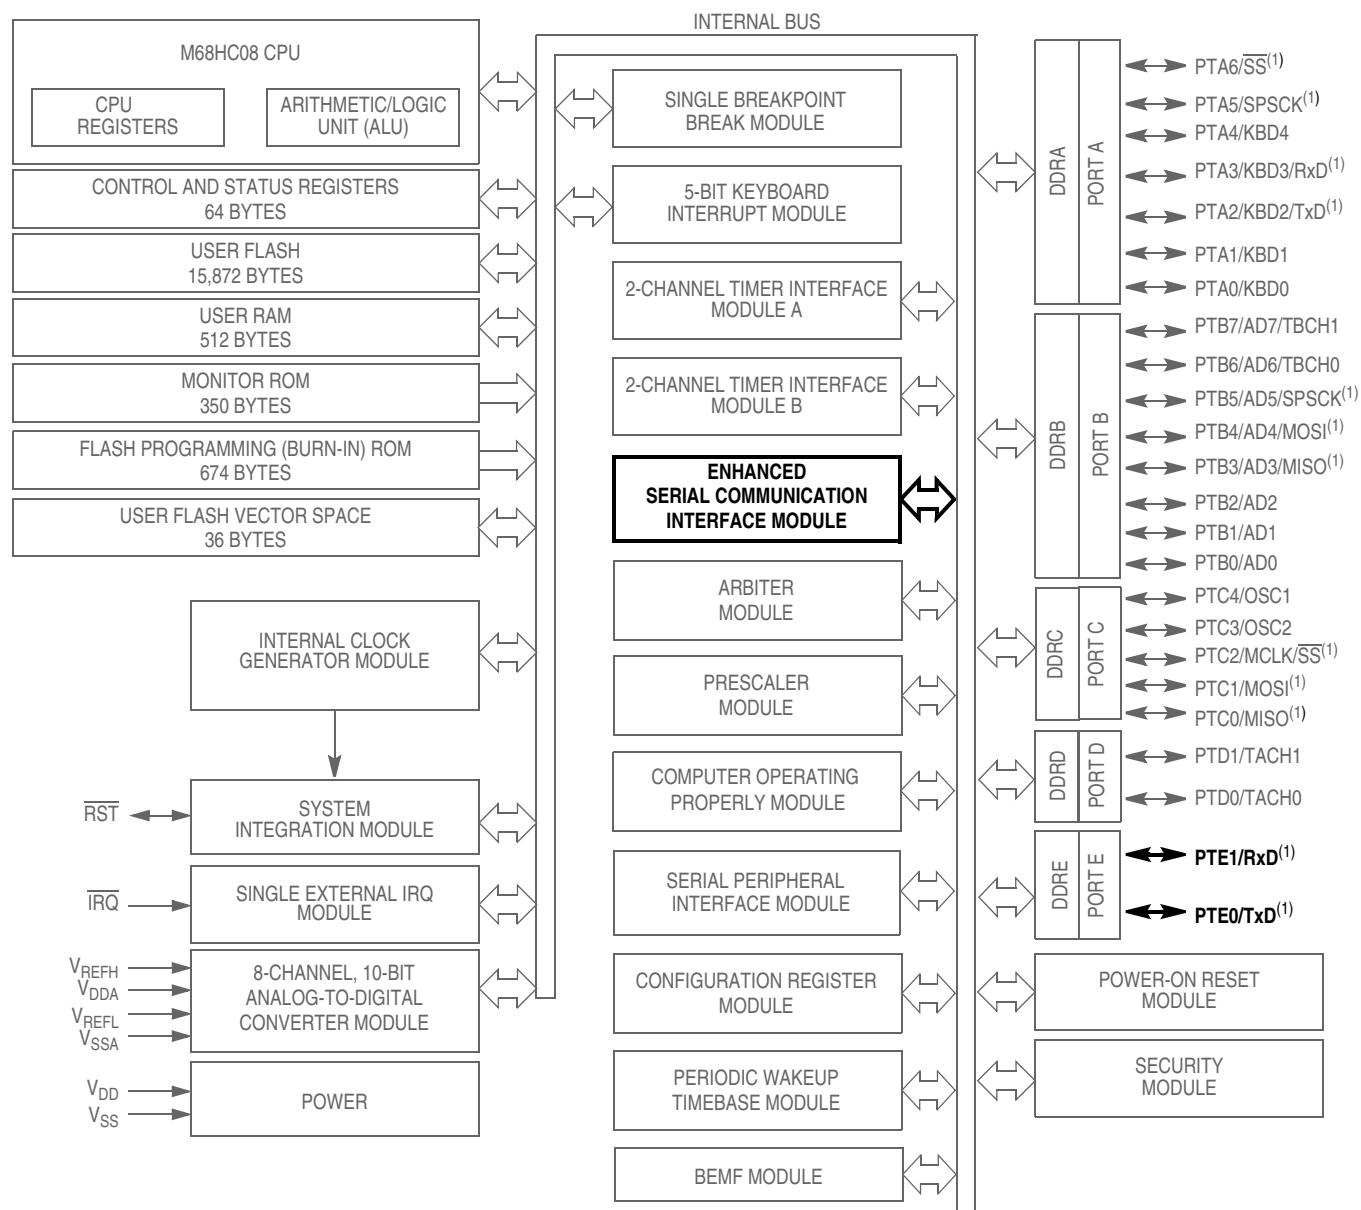 INTERNAL BUS
M68HC08 CPU
CPU
REGISTERS
ARITHMETIC/LOGIC
UNIT (ALU)
CONTROL AND STATUS REGISTERS
64 BYTES
USER FLASH
15,872 BYTES
USER RAM
512 BYTES
MONITOR ROM
350 BYTES
FLASH PROGRAMMING (BURN-IN) ROM
674 BYTES
USER FLASH VECTOR SPACE
36 BYTES
INTERNAL CLOCK
GENERATOR MODULE
RST
SYSTEM
INTEGRATION MODULE
IRQ
SINGLE EXTERNAL IRQ
MODULE
VREFH
VDDA
VREFL
VSSA
8-CHANNEL, 10-BIT
ANALOG-TO-DIGITAL
CONVERTER MODULE
VDD
VSS
POWER
SINGLE BREAKPOINT
BREAK MODULE
5-BIT KEYBOARD
INTERRUPT MODULE
2-CHANNEL TIMER INTERFACE
MODULE A
2-CHANNEL TIMER INTERFACE
MODULE B
ENHANCED
SERIAL COMMUNICATION
INTERFACE MODULE
ARBITER
MODULE
PRESCALER
MODULE
COMPUTER OPERATING
PROPERLY MODULE
SERIAL PERIPHERAL
INTERFACE MODULE
CONFIGURATION REGISTER
MODULE
PERIODIC WAKEUP
TIMEBASE MODULE
BEMF MODULE
DDRA
PORT A
PTA6/SS(1)
PTA5/SPSCK(1)
PTA4/KBD4
PTA3/KBD3/RxD(1)
PTA2/KBD2/TxD(1)
PTA1/KBD1
PTA0/KBD0
DDRB
PORT B
PTB7/AD7/TBCH1
PTB6/AD6/TBCH0
PTB5/AD5/SPSCK(1)
PTB4/AD4/MOSI(1)
PTB3/AD3/MISO(1)
PTB2/AD2
PTB1/AD1
PTB0/AD0
DDRC
PORT C
PTC4/OSC1
PTC3/OSC2
PTC2/MCLK/SS(1)
PTC1/MOSI(1)
PTC0/MISO(1)
DDRD
PORT D
PTD1/TACH1
PTD0/TACH0
DDRE
PORT E
PTE1/RxD(1)
PTE0/TxD(1)
POWER-ON RESET
MODULE
SECURITY
MODULE